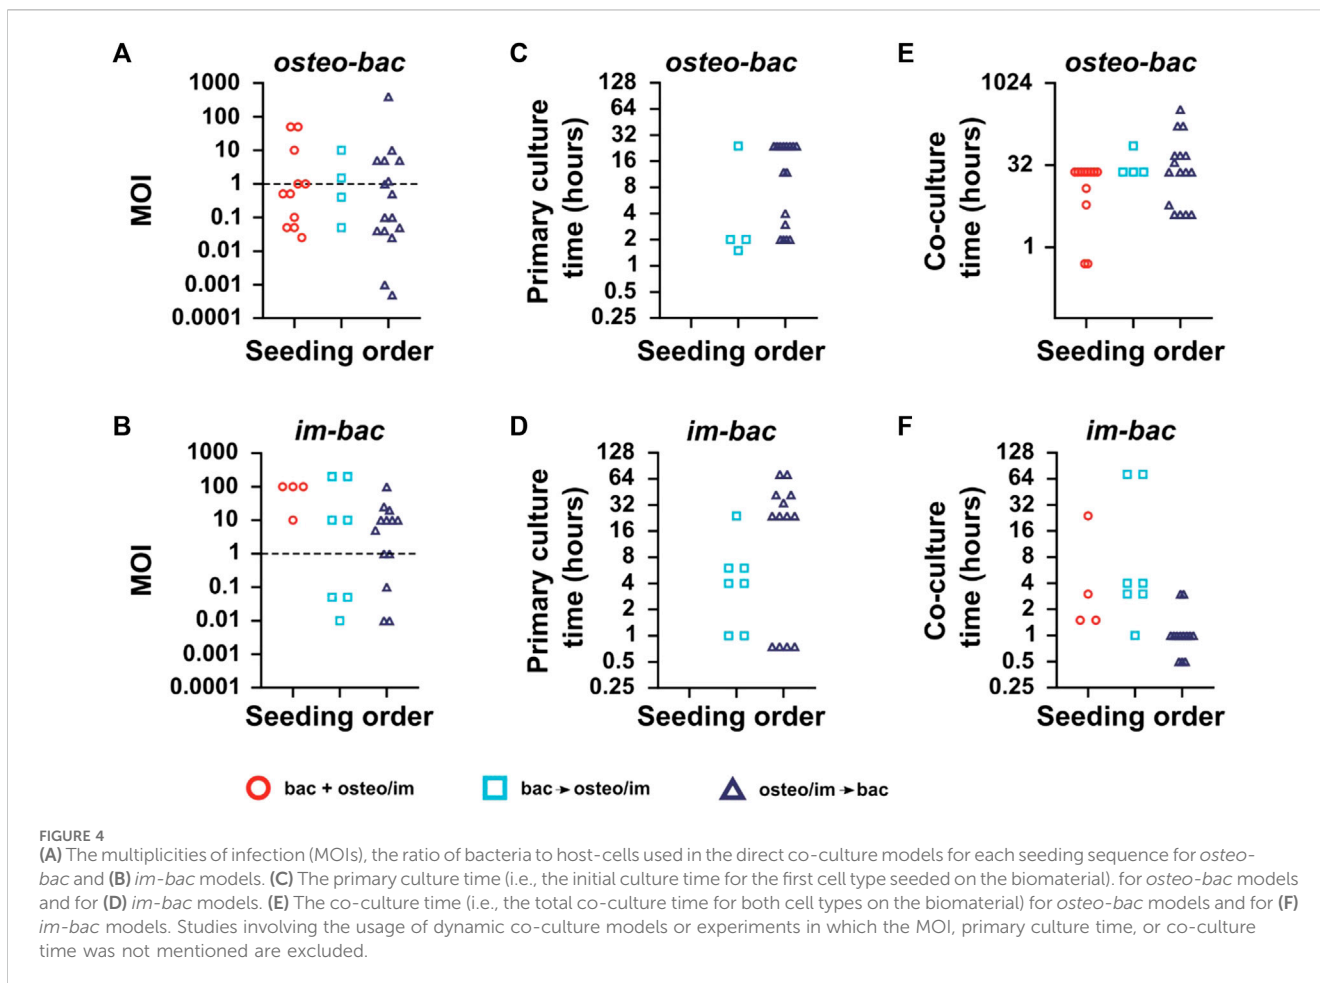 A
osteo-bac
MOI
1000
100
10
1
0.1
0.01
0.001
0.0001
Seeding order
C
osteo-bac
Primary culture
time (hours)
128
64
32
16
8
4
2
1
0.5
0.25
Seeding order
E
osteo-bac
Co-culture
time (hours)
1024
32
1
Seeding order
B
im-bac
MOI
1000
100
10
1
0.1
0.01
0.001
0.0001
Seeding order
D
im-bac
Primary culture
time (hours)
128
64
32
16
8
4
2
1
0.5
0.25
Seeding order
F
im-bac
Co-culture
time (hours)
128
64
32
16
8
4
2
1
0.5
0.25
Seeding order
bac + osteo/im
bac➝osteo/im
osteo/im➝bac
FIGURE 4
(A) The multiplicities of infection (MOIs), the ratio of bacteria to host-cells used in the direct co-culture models for each seeding sequence for osteo-
bac and (B) im-bac models. (C) The primary culture time (i.e., the initial culture time for the first cell type seeded on the biomaterial). for osteo-bac models
and for (D) im-bac models. (E) The co-culture time (i.e., the total co-culture time for both cell types on the biomaterial) for osteo-bac models and for (F)
im-bac models. Studies involving the usage of dynamic co-culture models or experiments in which the MOI, primary culture time, or co-culture
time was not mentioned are excluded.